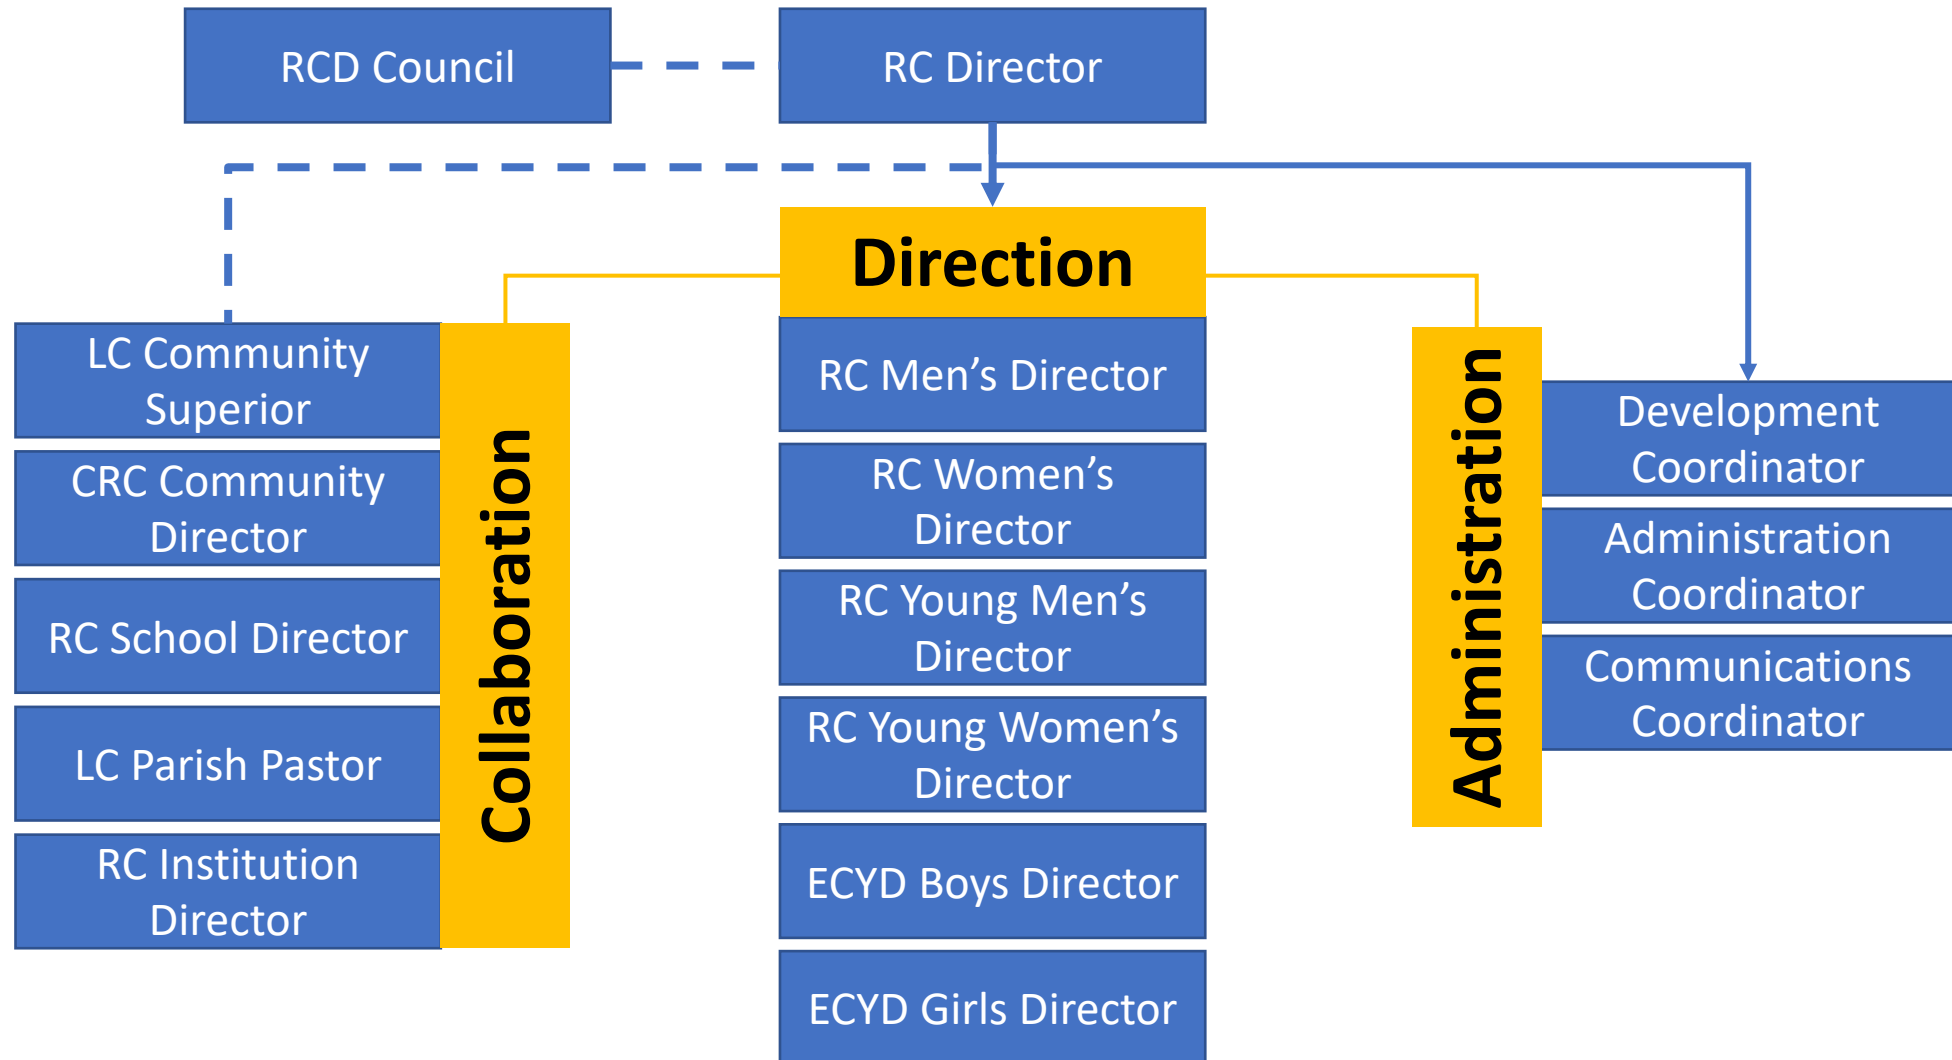 RCD Council
RC Director
Direction
Collaboration
LC Community
Superior
CRC Community
Director
RC School Director
LC Parish Pastor
RC Institution
Director
RC Men’s Director
RC Women’s
Director
RC Young Men’s
Director
RC Young Women’s
Director
ECYD Boys Director
ECYD Girls Director
Administration
Development
Coordinator
Administration
Coordinator
Communications
Coordinator